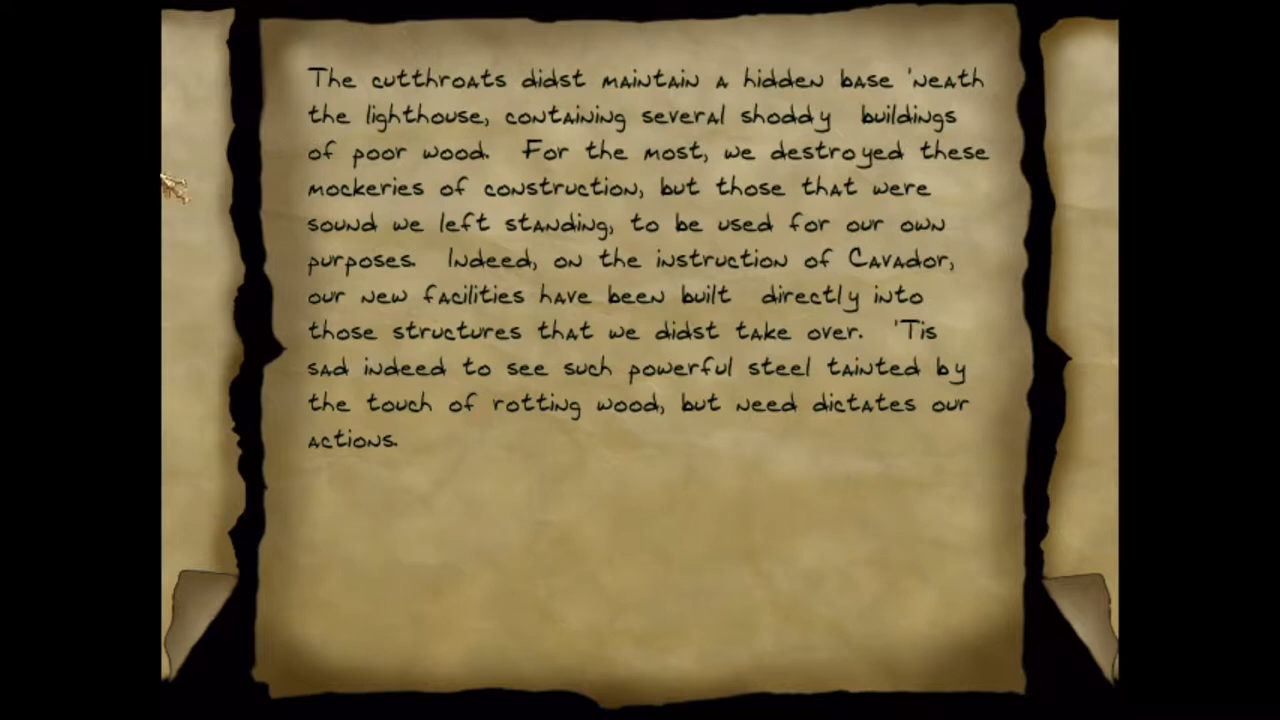 The cutthroats didst maintain a hidden base 'neath
the lighthouse, containing several shoddy buildings
of poor wood. For the most, we destroyed these
mockeries of construction, but those that were
sound we left standing, to be used for our own
purposes. Indeed, on the instruction of Cavador,
our new facilities have been built directly into
those structures that we didst take over. 'Tis
sad indeed to see such powerful steel tainted by
the touch of rotting wood, but need dictates our
actions.